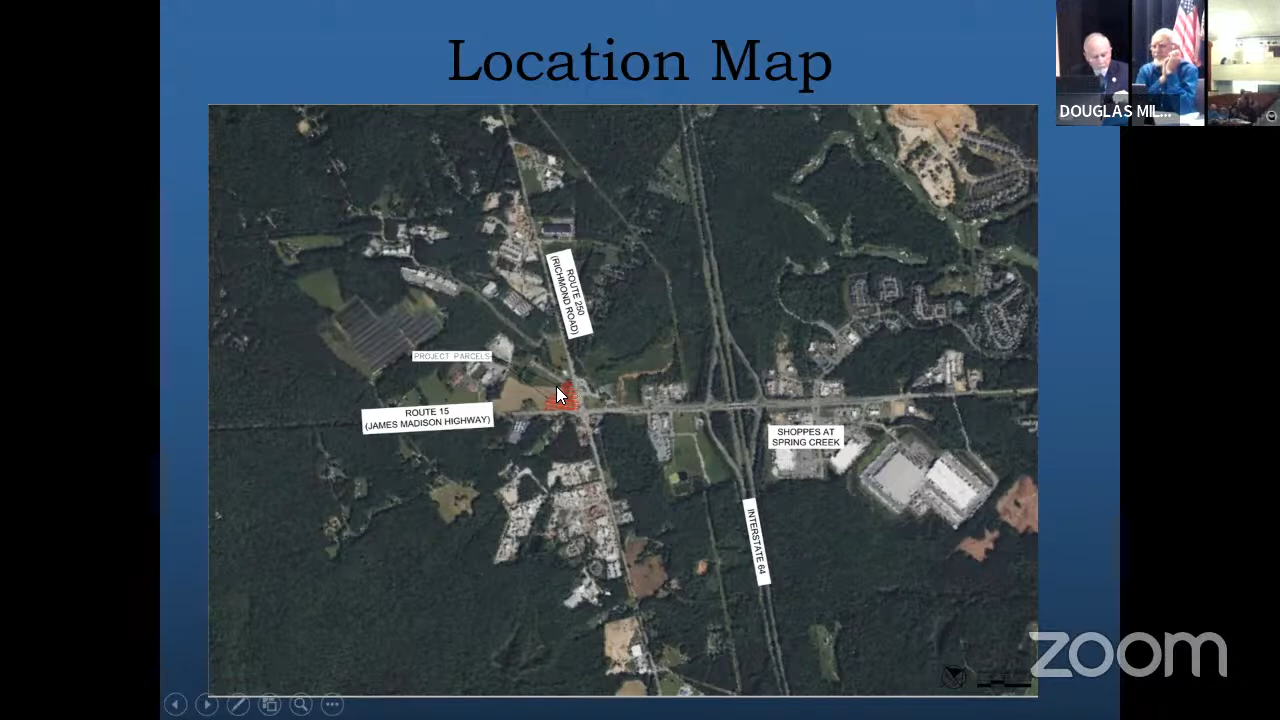 Location Map
DOUGLAS MIL...
ROUTE 250
(RICHMOND ROAD)
PROJECT PARCELS
ROUTE 15
(JAMES MADISON HIGHWAY)
SHOPPES AT
SPRING CREEK
INTERSTATE 64
zoom